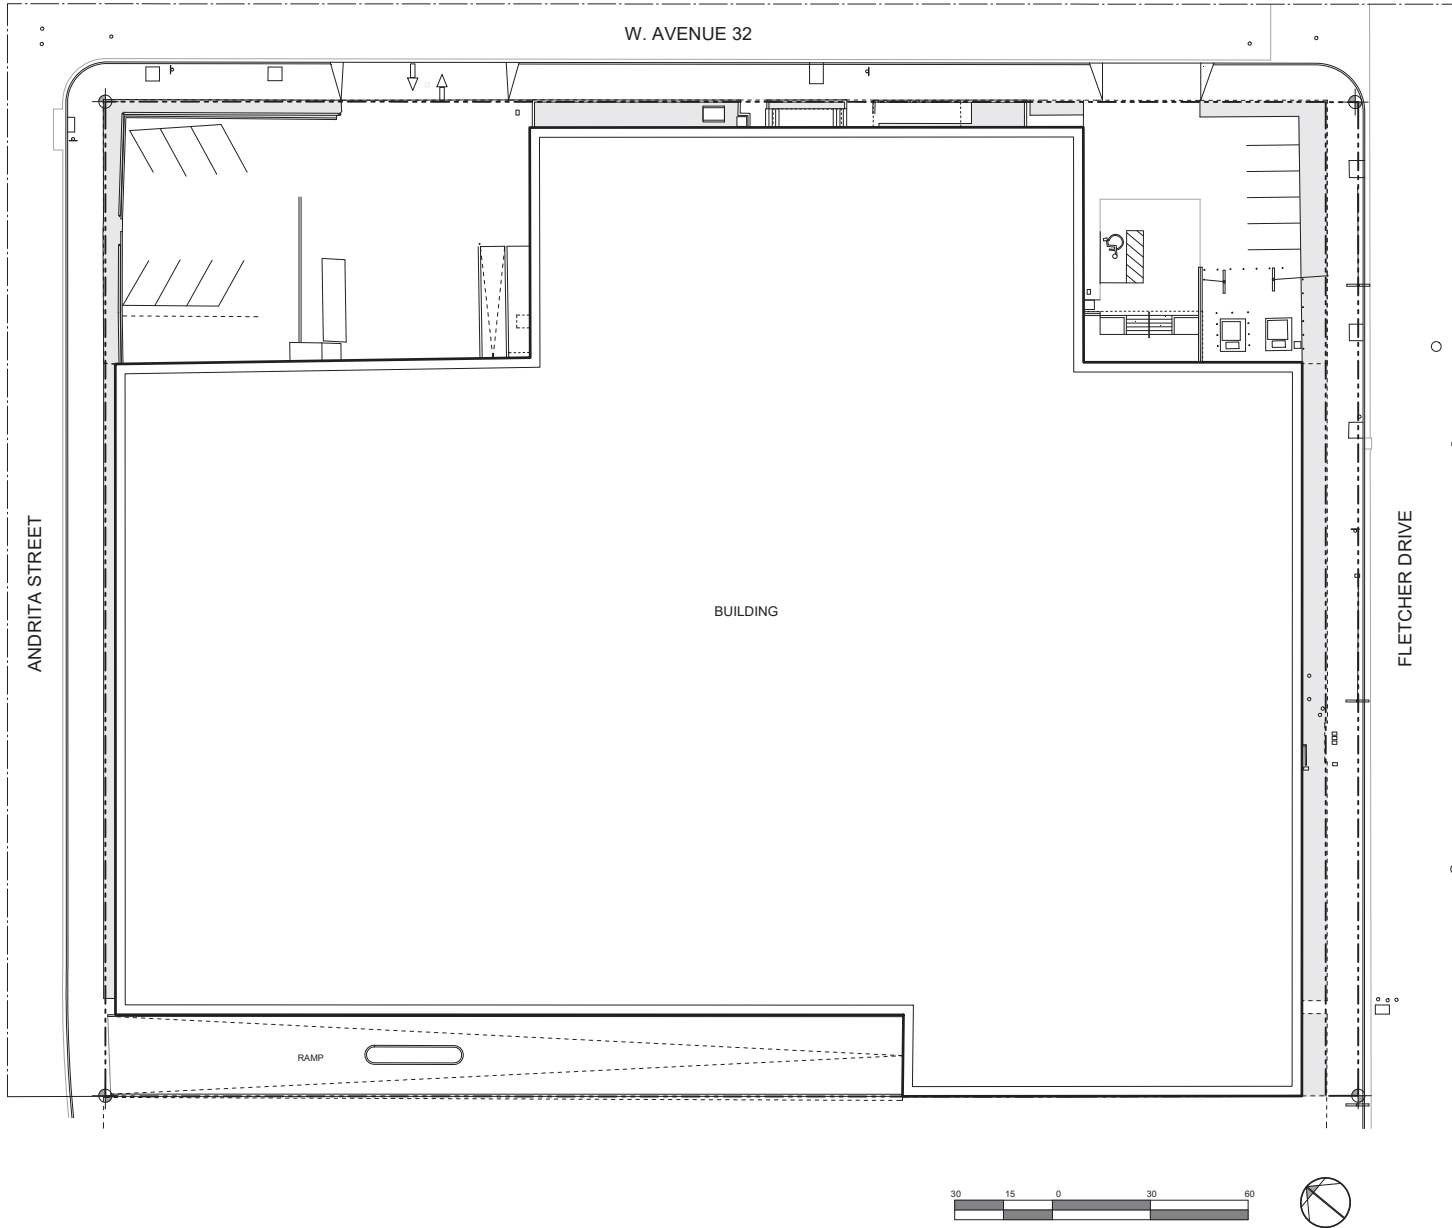 W. AVENUE 32
ANDRITA STREET
FLETCHER DRIVE
BUILDING
RAMP
30 15 0 30 60